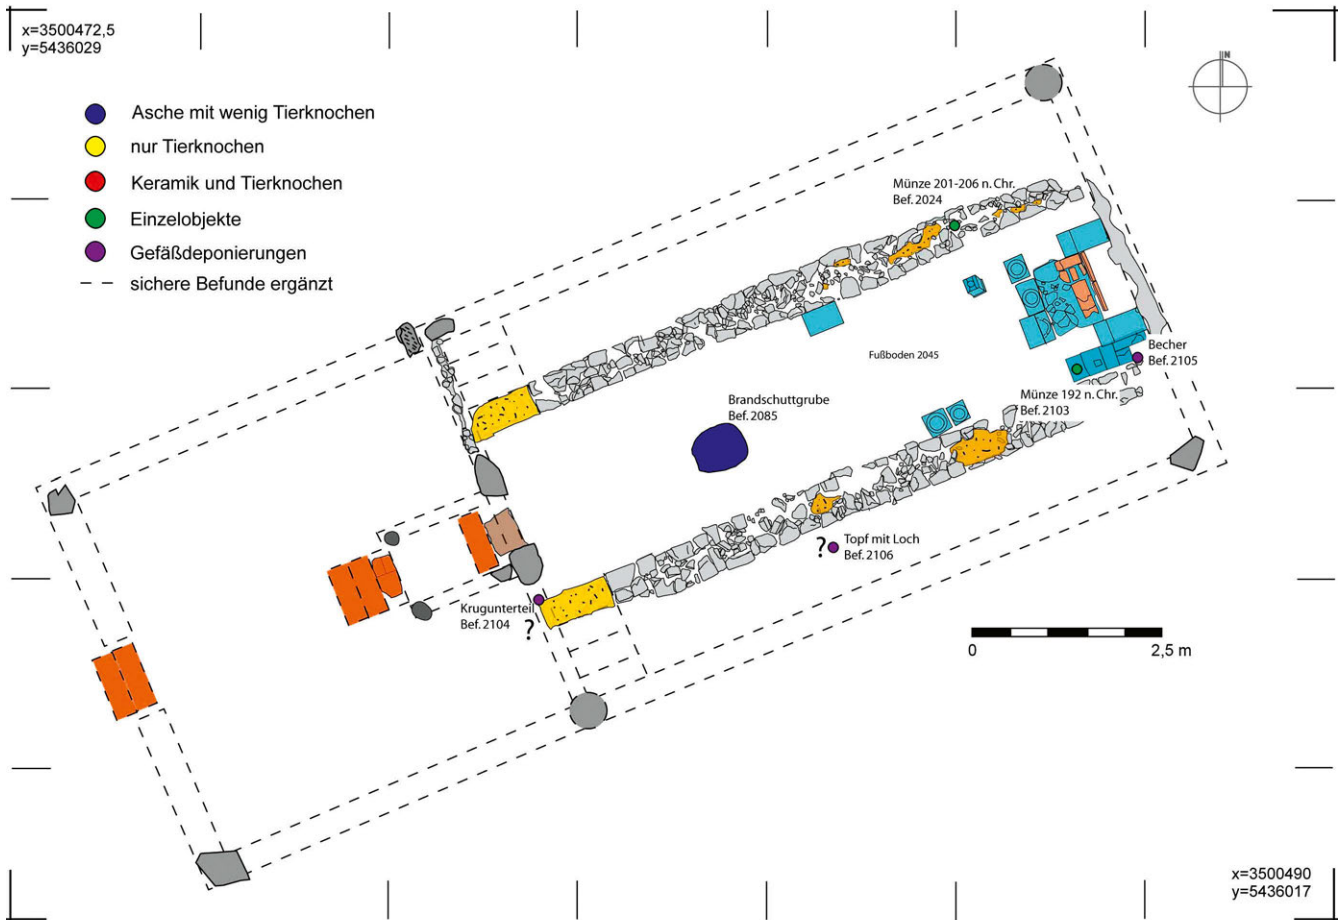 x=3500472,5
y=5436029
N
Asche mit wenig Tierknochen
nur Tierknochen
Keramik und Tierknochen
Einzelobjekte
Gefäßdeponierungen
sichere Befunde ergänzt
Münze 201-206 n. Chr.
Bef. 2024
Fußboden 2045
Becher
Bef. 2105
Münze 192 n. Chr.
Bef. 2103
Brandschuttgrube
Bef. 2085
? Topf mit Loch
Bef. 2106
Krugunterteil
Bef. 2104
?
0 2,5 m
x=3500490
y=5436017